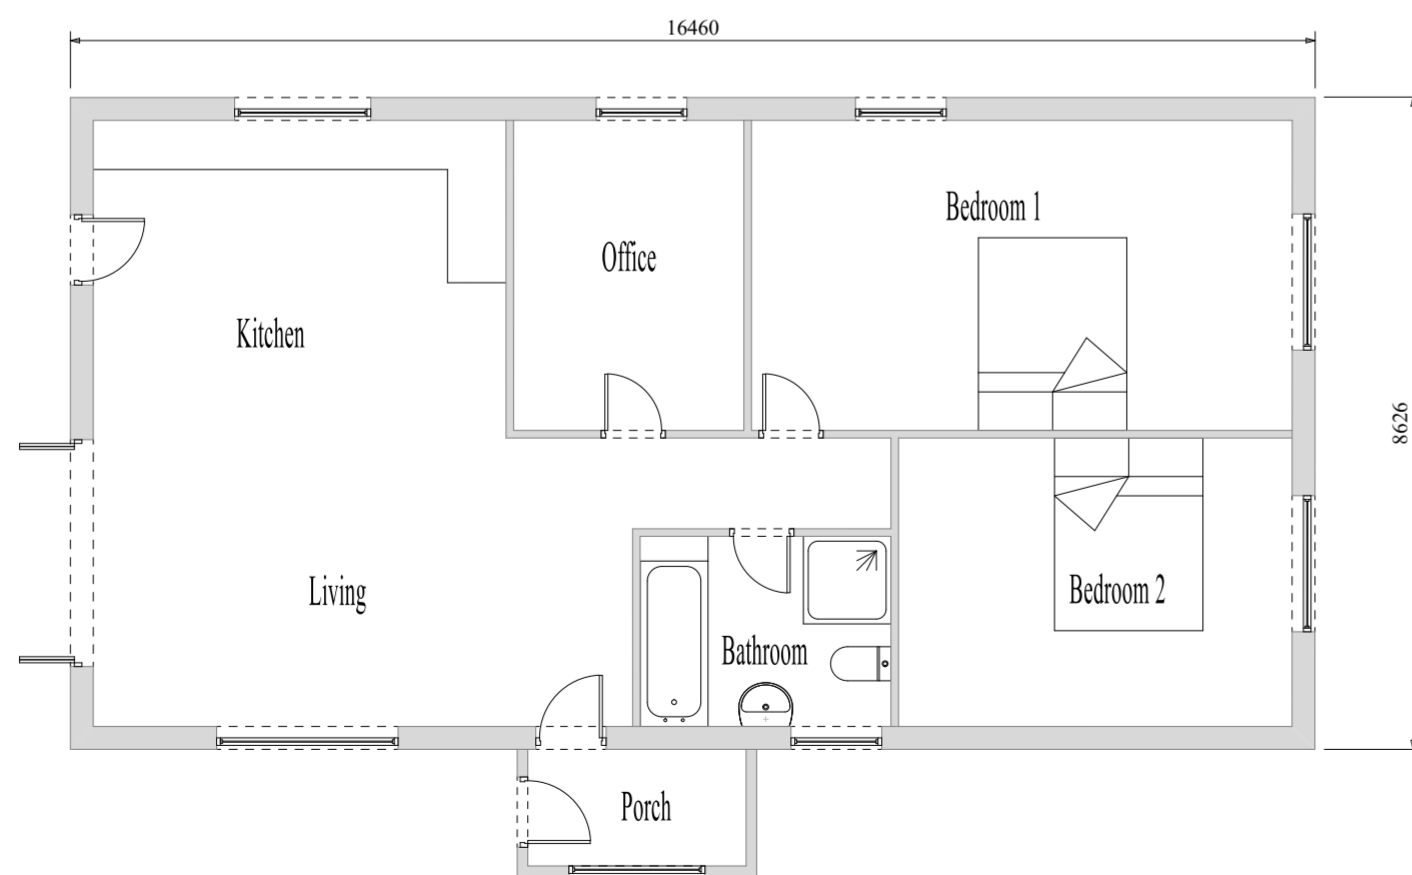 16460
Bedroom 1
Office
Kitchen
8626
Living
Bedroom 2
Bathroom
Porch